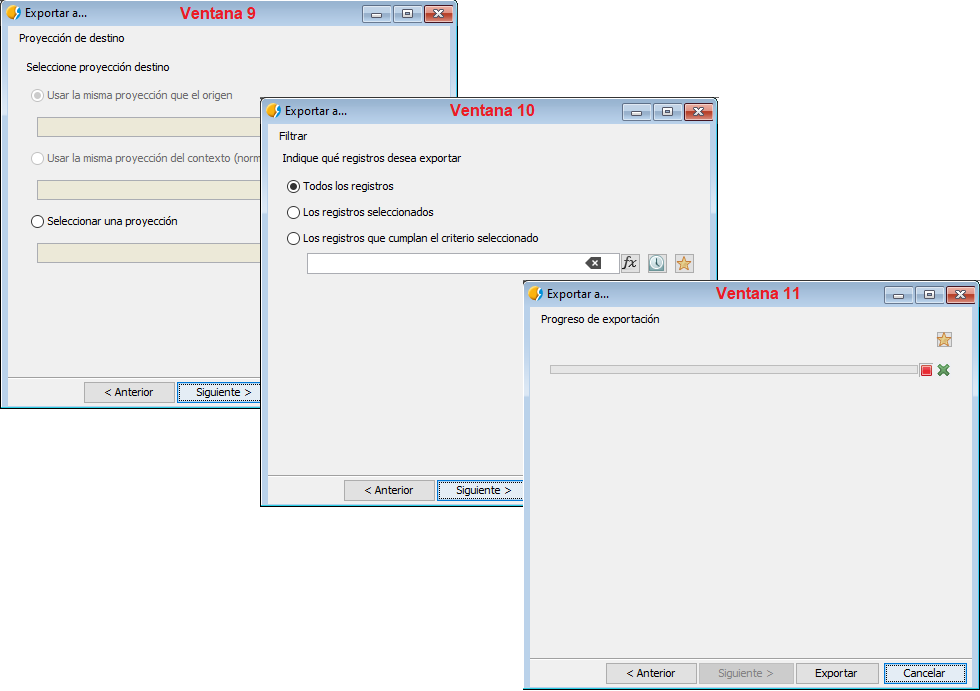 Exportar a...
Ventana 9
Proyección de destino
Seleccione proyección destino
Usar la misma proyección que el origen
Usar la misma proyección del contexto (norm
Seleccionar una proyección
< Anterior
Siguiente >
Exportar a...
Ventana 10
Filtrar
Indique qué registros desea exportar
Todos los registros
Los registros seleccionados
Los registros que cumplan el criterio seleccionado
fx
< Anterior
Siguiente >
Exportar a...
Ventana 11
Progreso de exportación
< Anterior
Siguiente >
Exportar
Cancelar